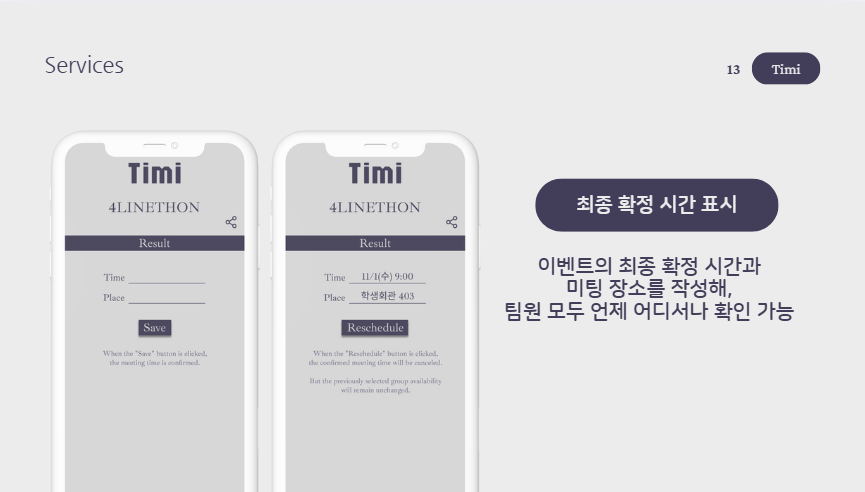 Services
13
Timi
Timi
4LINETHON
Result
Time
Place
Save
When the "Save" button is clicked,
the meeting time is confirmed.
Timi
4LINETHON
Result
Time 11/1(수) 9:00
Place 학생회관 403
Reschedule
When the "Reschedule" button is clicked,
the confirmed meeting time will be canceled.
But the previously selected group availability
will remain unchanged.
최종 확정 시간 표시
이벤트의 최종 확정 시간과
미팅 장소를 작성해,
팀원 모두 언제 어디서나 확인 가능